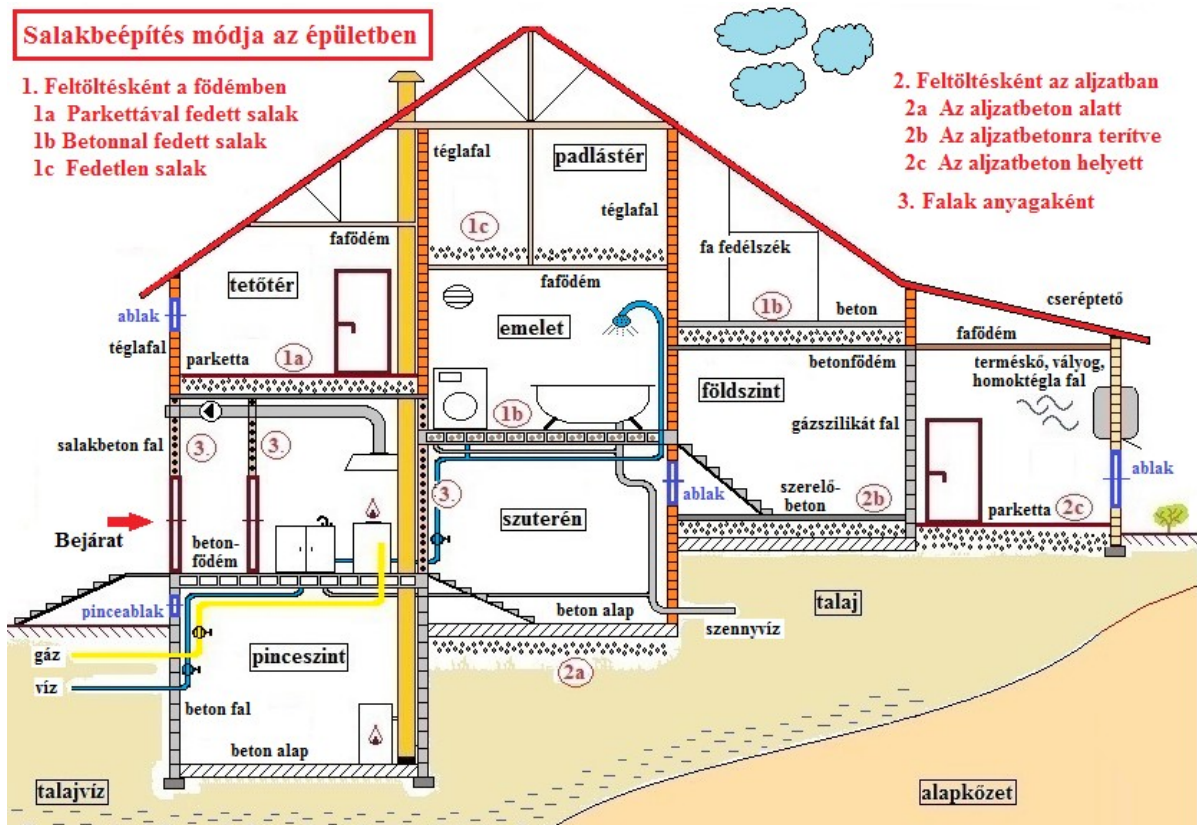 Salakbeépítés módja az épületben
1. Feltöltésként a födémben
1a Parkettával fedett salak
1b Betonnal fedett salak
1c Fedetlen salak
2. Feltöltésként az aljzatban
2a Az aljzatbeton alatt
2b Az aljzatbetonra terítve
2c Az aljzatbeton helyett
3. Falak anyagaként
téglafal
padlástér
téglafal
1c
fafödém
fa fedélszék
tetőtér
fafödém
ablak
emelet
1b
beton
cseréptető
téglafal
parketta
1a
betonfödém
fafödém
földszint
terméskő, vályog,
homoktégla fal
1b
gázszilikát fal
salakbeton fal
3.
3.
3.
ablak
szerelő-
beton
2b
ablak
szuterén
parketta
2c
Bejárat
beton-
födém
pinceablak
beton alap
talaj
szennyvíz
gáz
pinceszint
2a
víz
beton fal
beton alap
talajvíz
alapkőzet